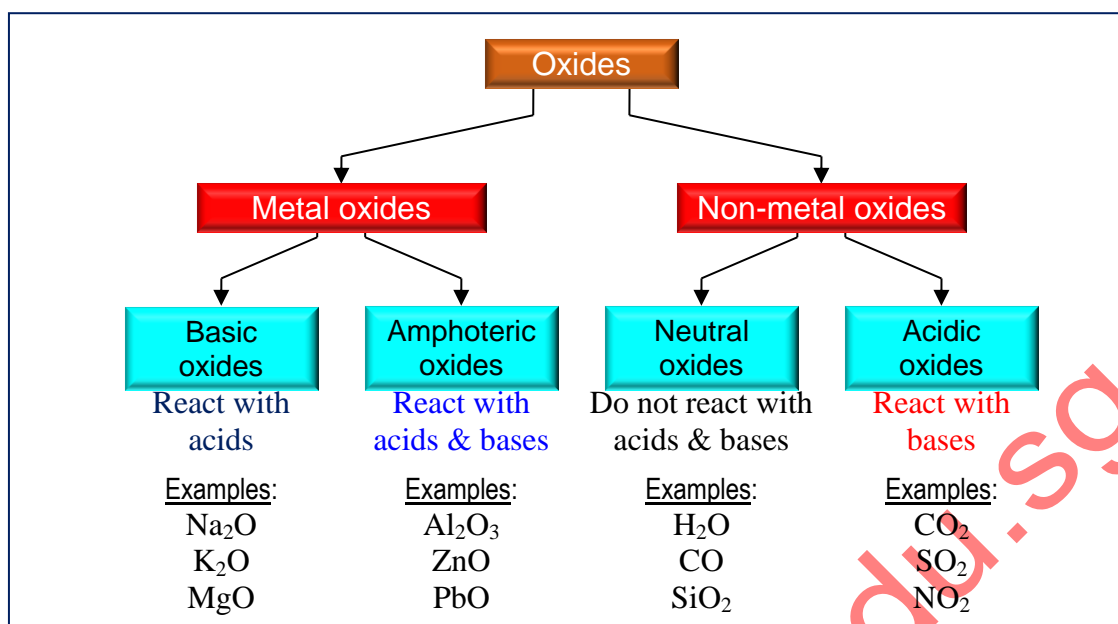 Oxides
Metal oxides
Non-metal oxides
Basic
oxides
React with
acids
Examples:
Na₂O
K₂O
MgO
Amphoteric
oxides
React with
acids & bases
Examples:
Al₂O₃
ZnO
PbO
Neutral
oxides
Do not react with
acids & bases
Examples:
H₂O
CO
SiO₂
Acidic
oxides
React with
bases
Examples:
CO₂
SO₂
NO₂
du.sg